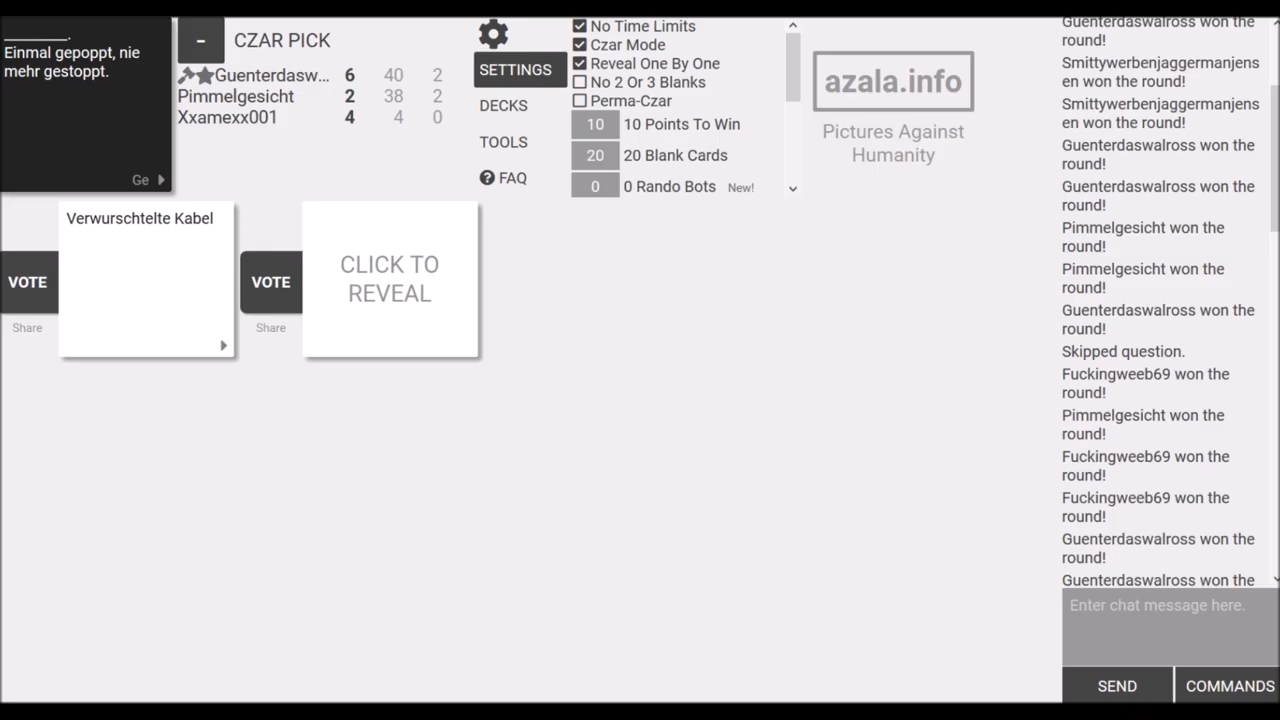 ________.
Einmal gepoppt, nie
mehr gestoppt.
Ge
-
CZAR PICK
Guenterdasw... 6 40 2
Pimmelgesicht 2 38 2
Xxamexx001 4 4 0
SETTINGS
DECKS
TOOLS
FAQ
No Time Limits
Czar Mode
Reveal One By One
No 2 Or 3 Blanks
Perma-Czar
10 10 Points To Win
20 20 Blank Cards
0 0 Rando Bots New!
azala.info
Pictures Against
Humanity
VOTE
Share
Verwurschtelte Kabel
VOTE
Share
CLICK TO
REVEAL
Guenterdaswalross won the
round!
Smittywerbenjaggermanjens
en won the round!
Smittywerbenjaggermanjens
en won the round!
Guenterdaswalross won the
round!
Guenterdaswalross won the
round!
Pimmelgesicht won the
round!
Pimmelgesicht won the
round!
Guenterdaswalross won the
round!
Skipped question.
Fuckingweeb69 won the
round!
Pimmelgesicht won the
round!
Fuckingweeb69 won the
round!
Fuckingweeb69 won the
round!
Guenterdaswalross won the
round!
Guenterdaswalross won the
Enter chat message here.
SEND
COMMANDS